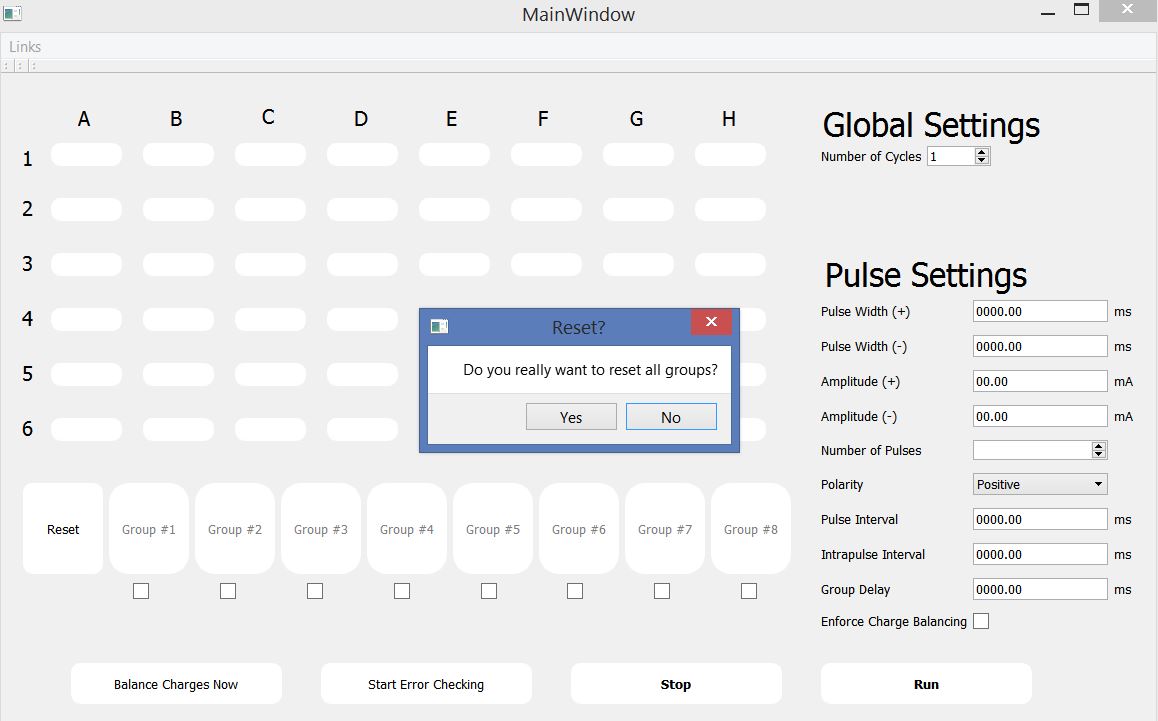 MainWindow
Links
A B C D E F G H
1
2
3
4
5
6
Global Settings
Number of Cycles 1
Pulse Settings
Pulse Width (+) 0000.00 ms
Pulse Width (-) 0000.00 ms
Amplitude (+) 00.00 mA
Amplitude (-) 00.00 mA
Number of Pulses
Polarity Positive
Pulse Interval 0000.00 ms
Intrapulse Interval 0000.00 ms
Group Delay 0000.00 ms
Enforce Charge Balancing
Reset?
Do you really want to reset all groups?
Yes No
Reset Group #1 Group #2 Group #3 Group #4 Group #5 Group #6 Group #7 Group #8
Balance Charges Now Start Error Checking Stop Run